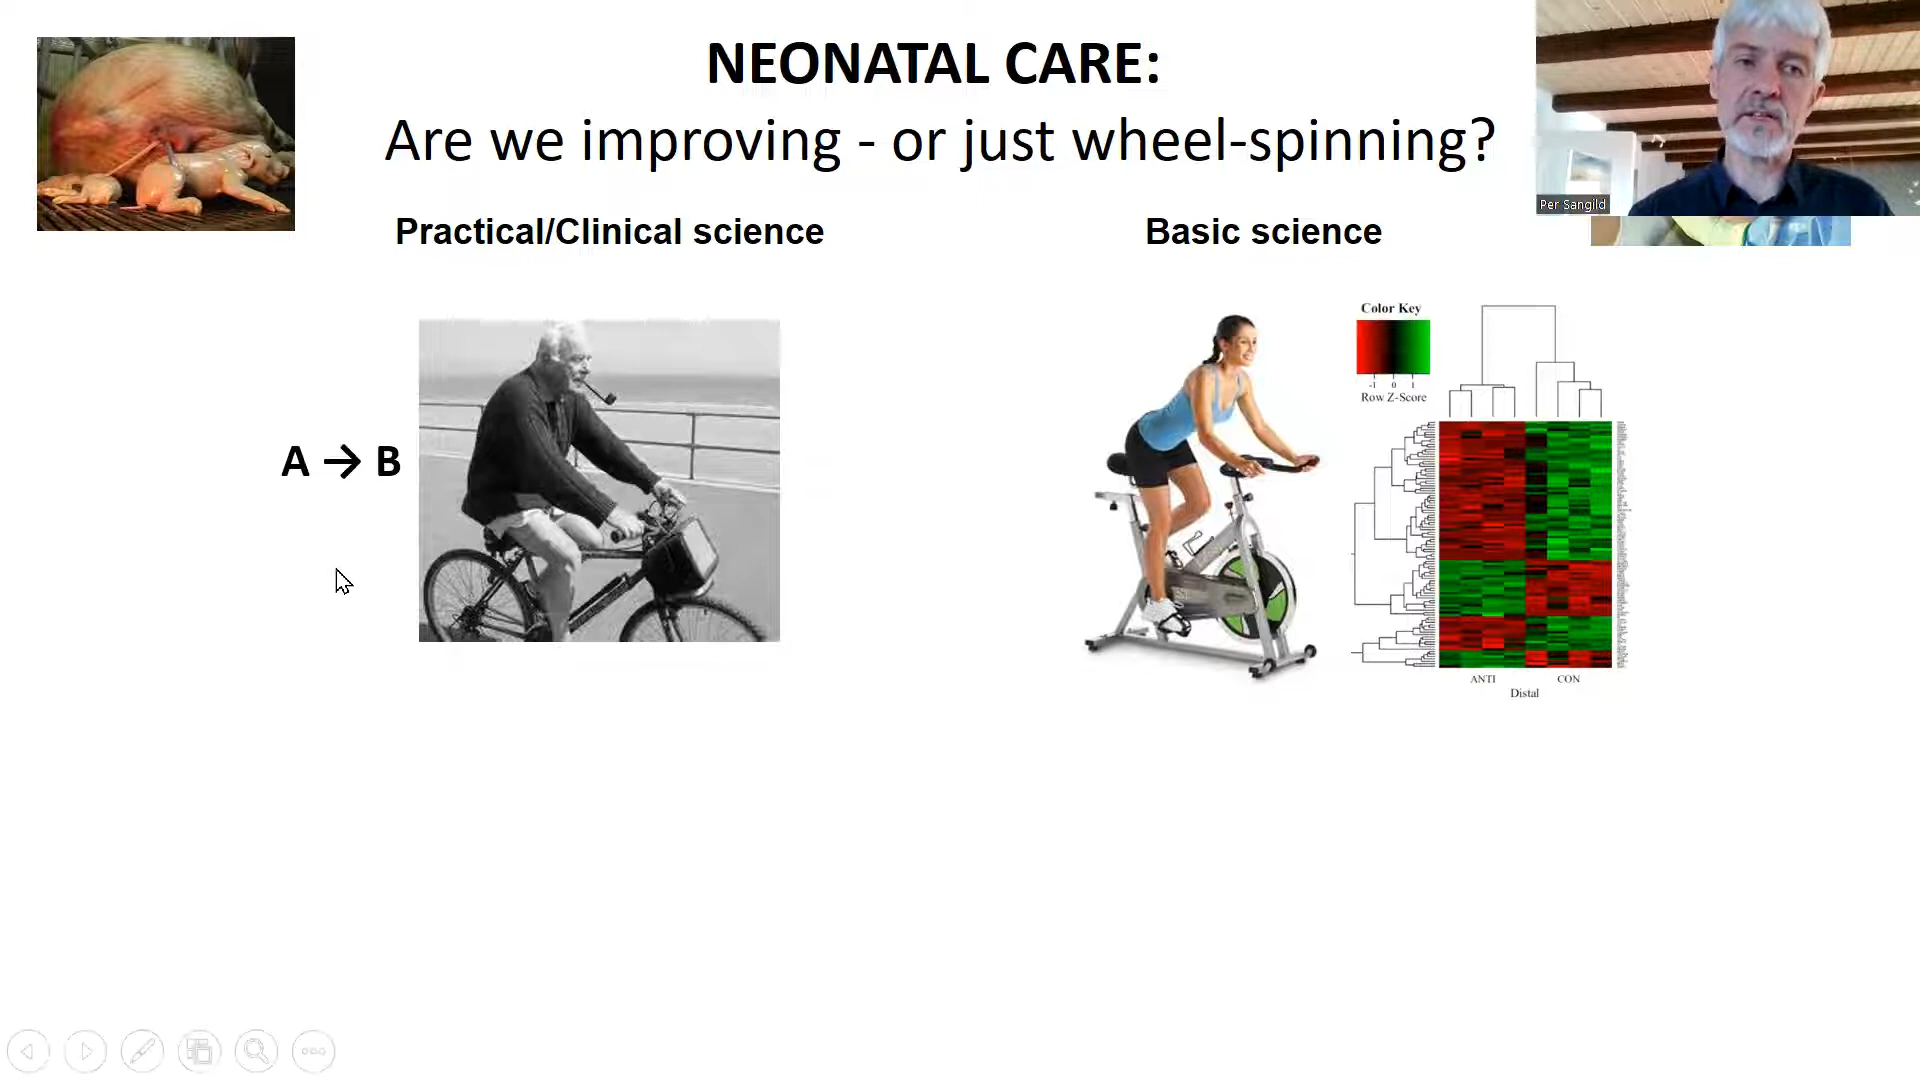 NEONATAL CARE:
Are we improving - or just wheel-spinning?
Per Sangild
Practical/Clinical science
Basic science
A → B
Color Key
-1 0 1
Row Z-Score
ANTI CON
Distal